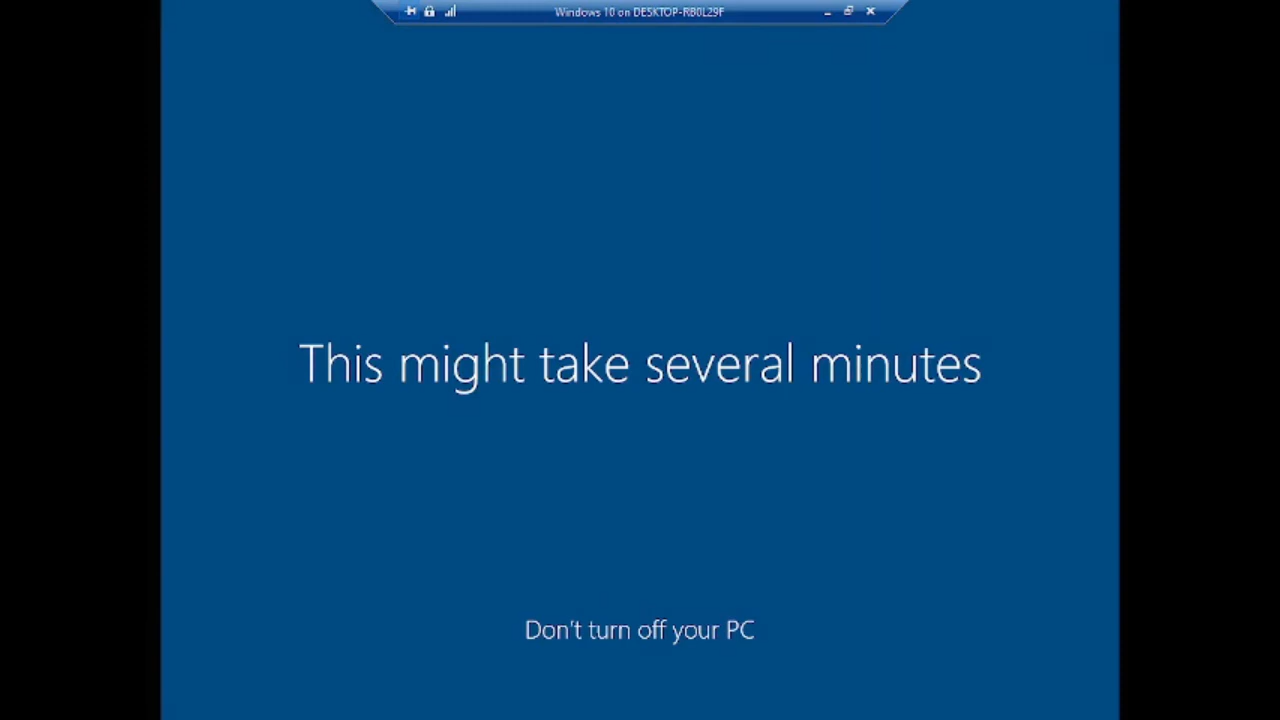 Windows 10 on DESKTOP-RB0L29F
This might take several minutes
Don't turn off your PC